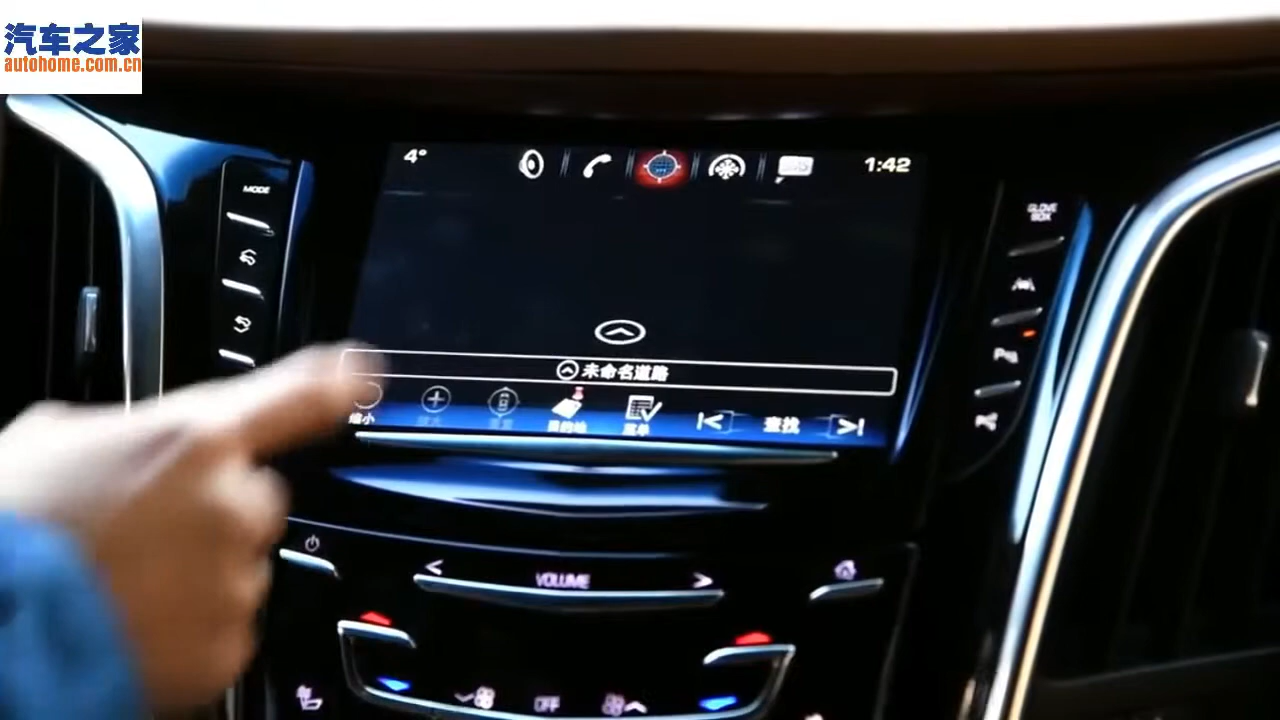 汽车之家
autohome.com.cn
4°
1:42
MODE
GLOVE
BOX
未命名道路
缩小
目的地
菜单
查找
VOLUME
OFF